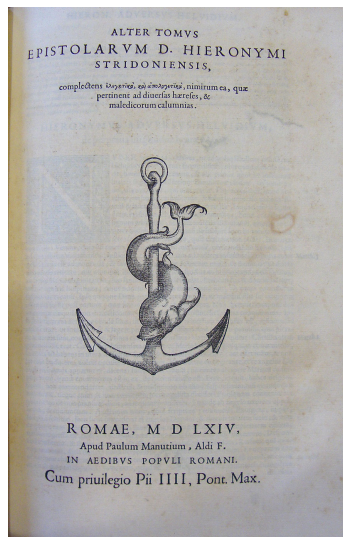 ALTER TOMVS
EPISTOLARVM D. HIERONYMI
STRIDONIENSIS,
complectens ἐλεγκτικὰ, καὶ ἀπολογητικὰ, nimirum ea, quæ
pertinent ad diuersas hæreses, &
maledicorum calumnias.
ROMAE, M D LXIV,
Apud Paulum Manutium, Aldi F.
IN AEDIBVS POPVLI ROMANI.
Cum priuilegio Pii IIII, Pont. Max.